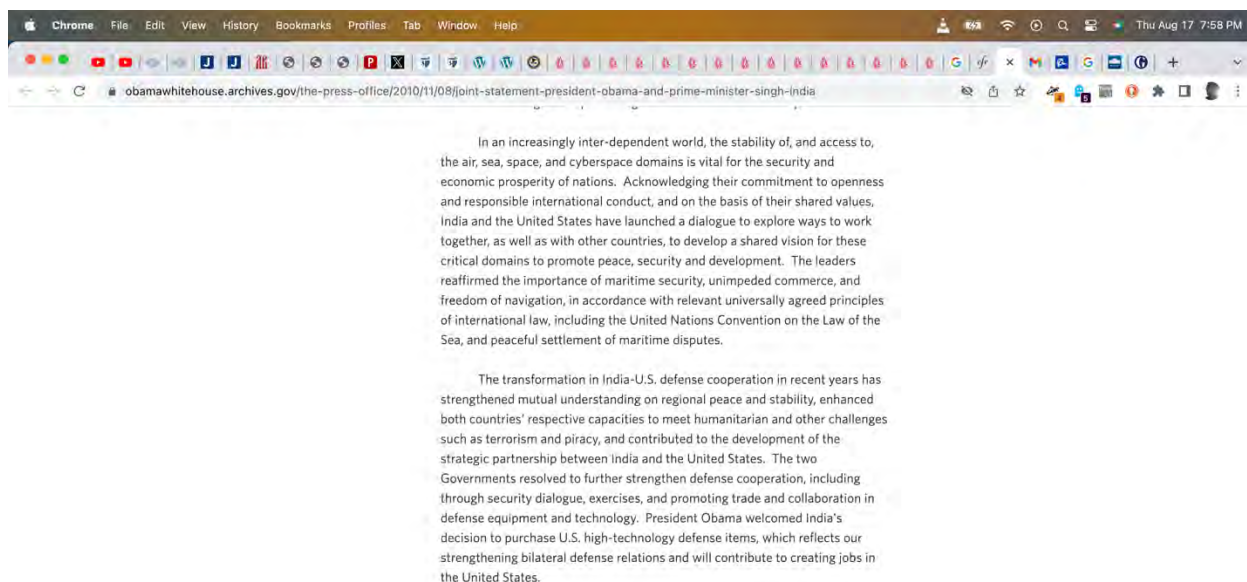 Chrome File Edit View History Bookmarks Profiles Tab Window Help Thu Aug 17 7:58 PM
obamawhitehouse.archives.gov/the-press-office/2010/11/08/joint-statement-president-obama-and-prime-minister-singh-india
In an increasingly inter-dependent world, the stability of, and access to,
the air, sea, space, and cyberspace domains is vital for the security and
economic prosperity of nations. Acknowledging their commitment to openness
and responsible international conduct, and on the basis of their shared values,
India and the United States have launched a dialogue to explore ways to work
together, as well as with other countries, to develop a shared vision for these
critical domains to promote peace, security and development. The leaders
reaffirmed the importance of maritime security, unimpeded commerce, and
freedom of navigation, in accordance with relevant universally agreed principles
of international law, including the United Nations Convention on the Law of the
Sea, and peaceful settlement of maritime disputes.
The transformation in India-U.S. defense cooperation in recent years has
strengthened mutual understanding on regional peace and stability, enhanced
both countries' respective capacities to meet humanitarian and other challenges
such as terrorism and piracy, and contributed to the development of the
strategic partnership between India and the United States. The two
Governments resolved to further strengthen defense cooperation, including
through security dialogue, exercises, and promoting trade and collaboration in
defense equipment and technology. President Obama welcomed India's
decision to purchase U.S. high-technology defense items, which reflects our
strengthening bilateral defense relations and will contribute to creating jobs in
the United States.